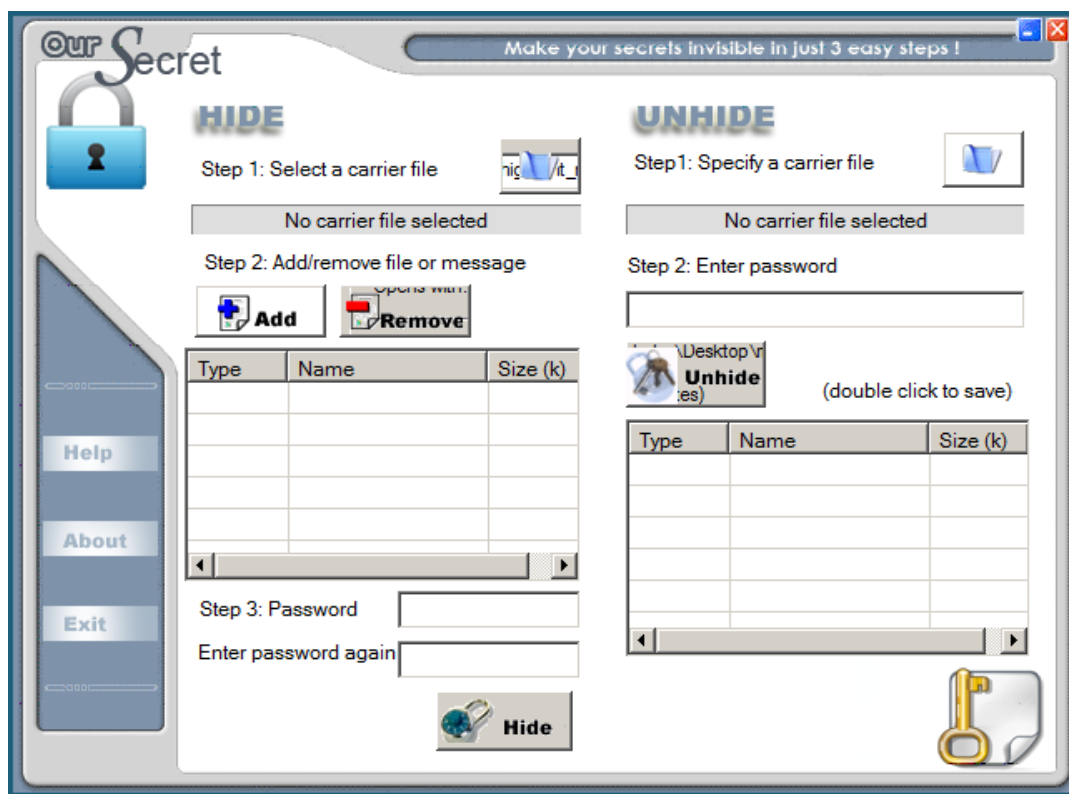 Our Secret
Make your secrets invisible in just 3 easy steps !
HIDE
Step 1: Select a carrier file
No carrier file selected
Step 2: Add/remove file or message
Add
Remove
Type Name Size (k)
Step 3: Password
Enter password again
Hide
UNHIDE
Step1: Specify a carrier file
No carrier file selected
Step 2: Enter password
\Desktop\r
Unhide
(double click to save)
Type Name Size (k)
Help
About
Exit